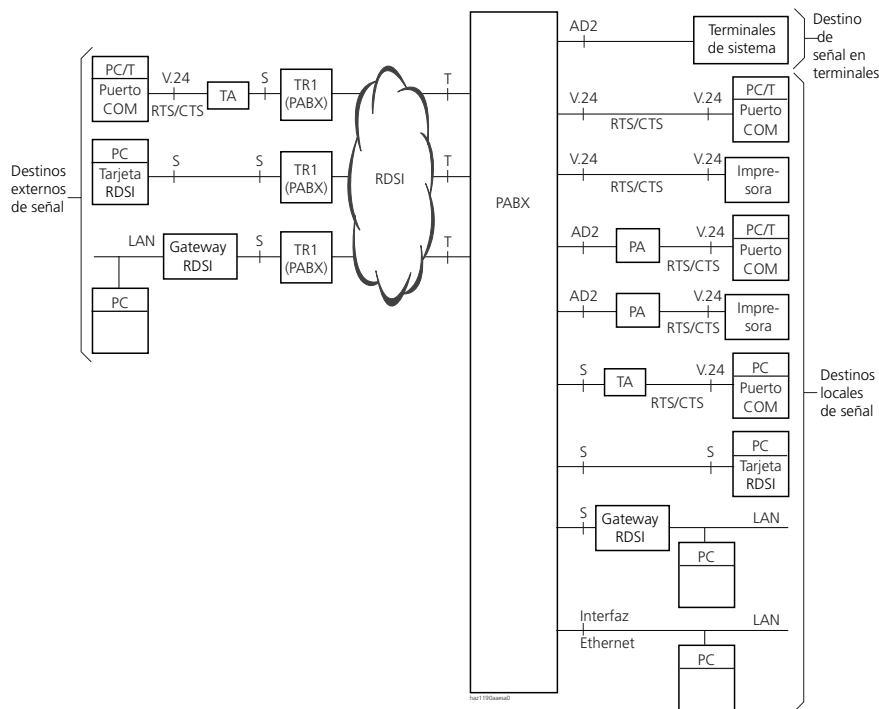 Destinos
externos
de señal
PC/T
Puerto
COM
V.24
RTS/CTS
TA
S
TR1
(PABX)
T
PC
Tarjeta
RDSI
S
S
TR1
(PABX)
T
LAN
Gateway
RDSI
S
TR1
(PABX)
T
PC
RDSI
PABX
AD2
Terminales
de sistema
Destino
de
señal en
terminales
V.24
RTS/CTS
V.24
PC/T
Puerto
COM
V.24
RTS/CTS
V.24
Impre-
sora
AD2
PA
V.24
RTS/CTS
PC/T
Puerto
COM
AD2
PA
V.24
RTS/CTS
Impre-
sora
S
TA
V.24
RTS/CTS
PC
Puerto
COM
Destinos
locales
de señal
S
S
PC
Tarjeta
RDSI
S
Gateway
RDSI
LAN
PC
Interfaz
Ethernet
LAN
PC
haz1190aaesa0